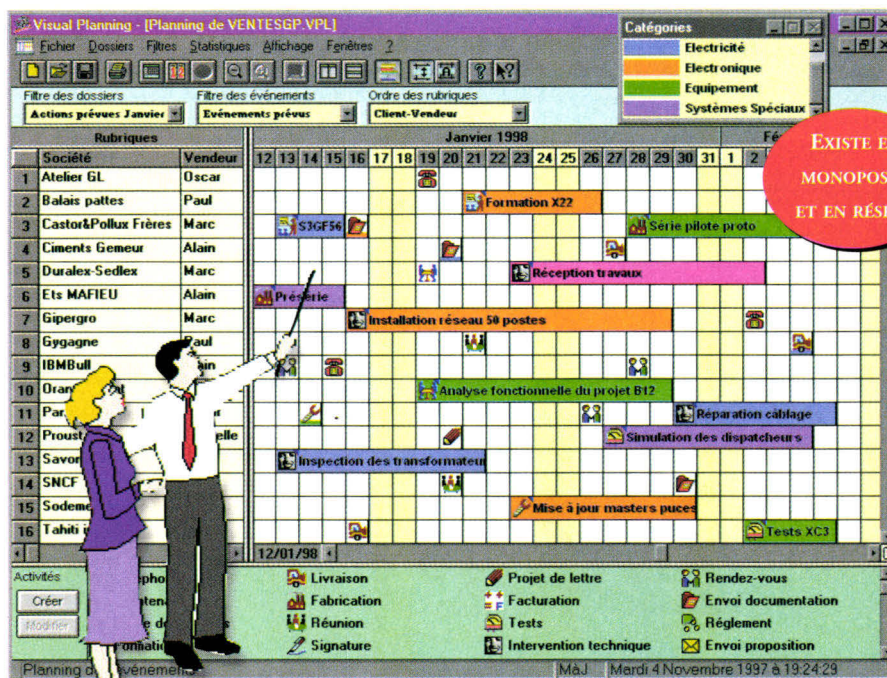 Visual Planning - [Planning de VENTESGP.VPL]
Fichier Dossiers Filtres Statistiques Affichage Fenêtres ?
Catégories
Electricité
Electronique
Equipement
Systèmes Spéciaux
Filtre des dossiers Filtre des événements Ordre des rubriques
Actions prévues Janvier Evénements prévus Client-Vendeur
EXISTE
MONOPOS
ET EN RÉS
Rubriques Janvier 1998
Société Vendeur 12 13 14 15 16 17 18 19 20 21 22 23 24 25 26 27 28 29 30 31 1 2
1 Atelier GL Oscar
2 Balais pattes Paul Formation X22
3 Castor&Pollux Frères Marc S3GF56 Série pilote proto
4 Ciments Gemeur Alain
5 Duralex-Sedlex Marc Réception travaux
6 Ets MAFIEU Alain Présérie
7 Gipergro Marc Installation réseau 50 postes
8 Gygagne Paul
9 IBMBull
10 Analyse fonctionnelle du projet B12
11 Réparation câblage
12 Proust Simulation des dispatcheurs
13 Savon Inspection des transformateu
14 SNCF
15 Sodeme Mise à jour masters puces
16 Tahiti Tests XC3
12/01/98
Activités
Créer
Modifier
Livraison Projet de lettre Rendez-vous
Fabrication Facturation Envoi documentation
Réunion Tests Réglement
Signature Intervention technique Envoi proposition
Planning d événements MàJ Mardi 4 Novembre 1997 à 19:24:29